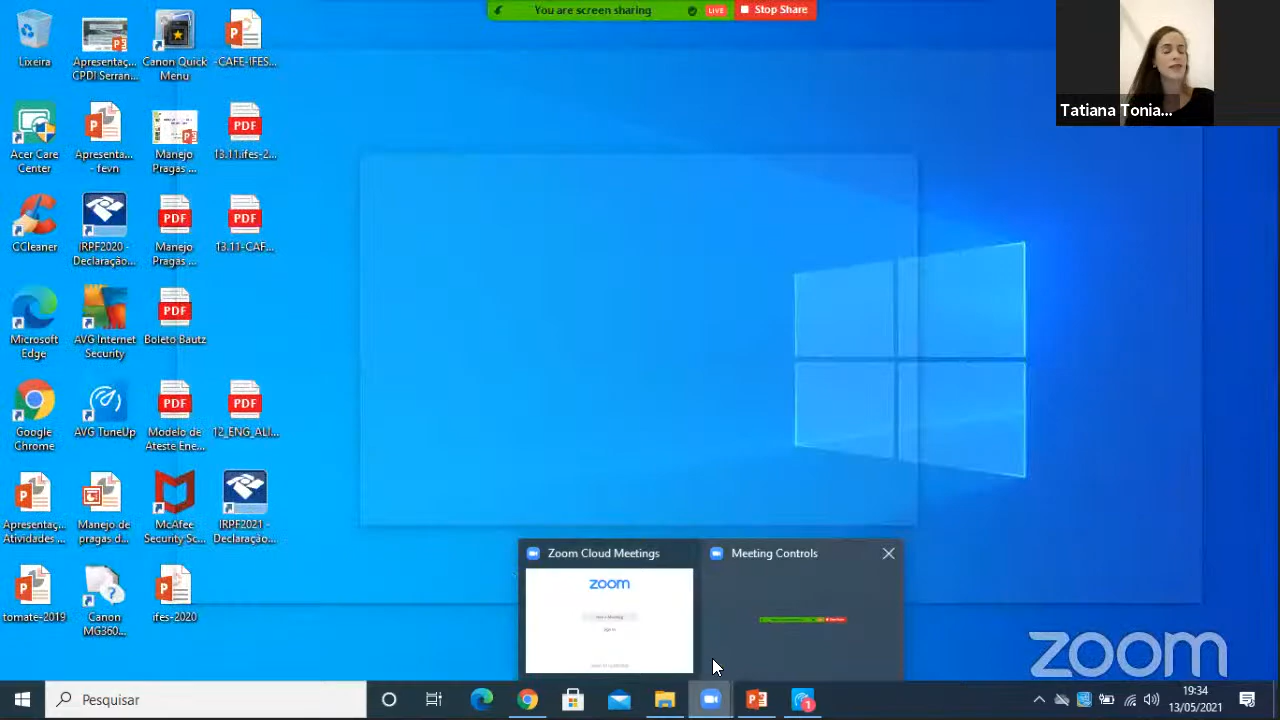 You are screen sharing
LIVE
Stop Share
Tatiana Tonia...
Lixeira
Apresentaç...
CPDI Serran...
Canon Quick
Menu
-CAFE-IFES...
Acer Care
Center
Apresenta...
- fevn
Manejo
Pragas ...
PDF
13.11.ifes-2...
CCleaner
IRPF2020 -
Declaração...
PDF
Manejo
Pragas ...
PDF
13.11-CAF...
Microsoft
Edge
AVG Internet
Security
PDF
Boleto Bautz
Google
Chrome
AVG TuneUp
PDF
Modelo de
Ateste Ene...
PDF
12_ENG_ALI...
Apresentaç...
Atividades ...
Manejo de
pragas d...
McAfee
Security Sc...
IRPF2021 -
Declaração...
tomate-2019
Canon
MG360...
ifes-2020
Zoom Cloud Meetings
Meeting Controls
zoom
zoom
Pesquisar
1
19:34
13/05/2021